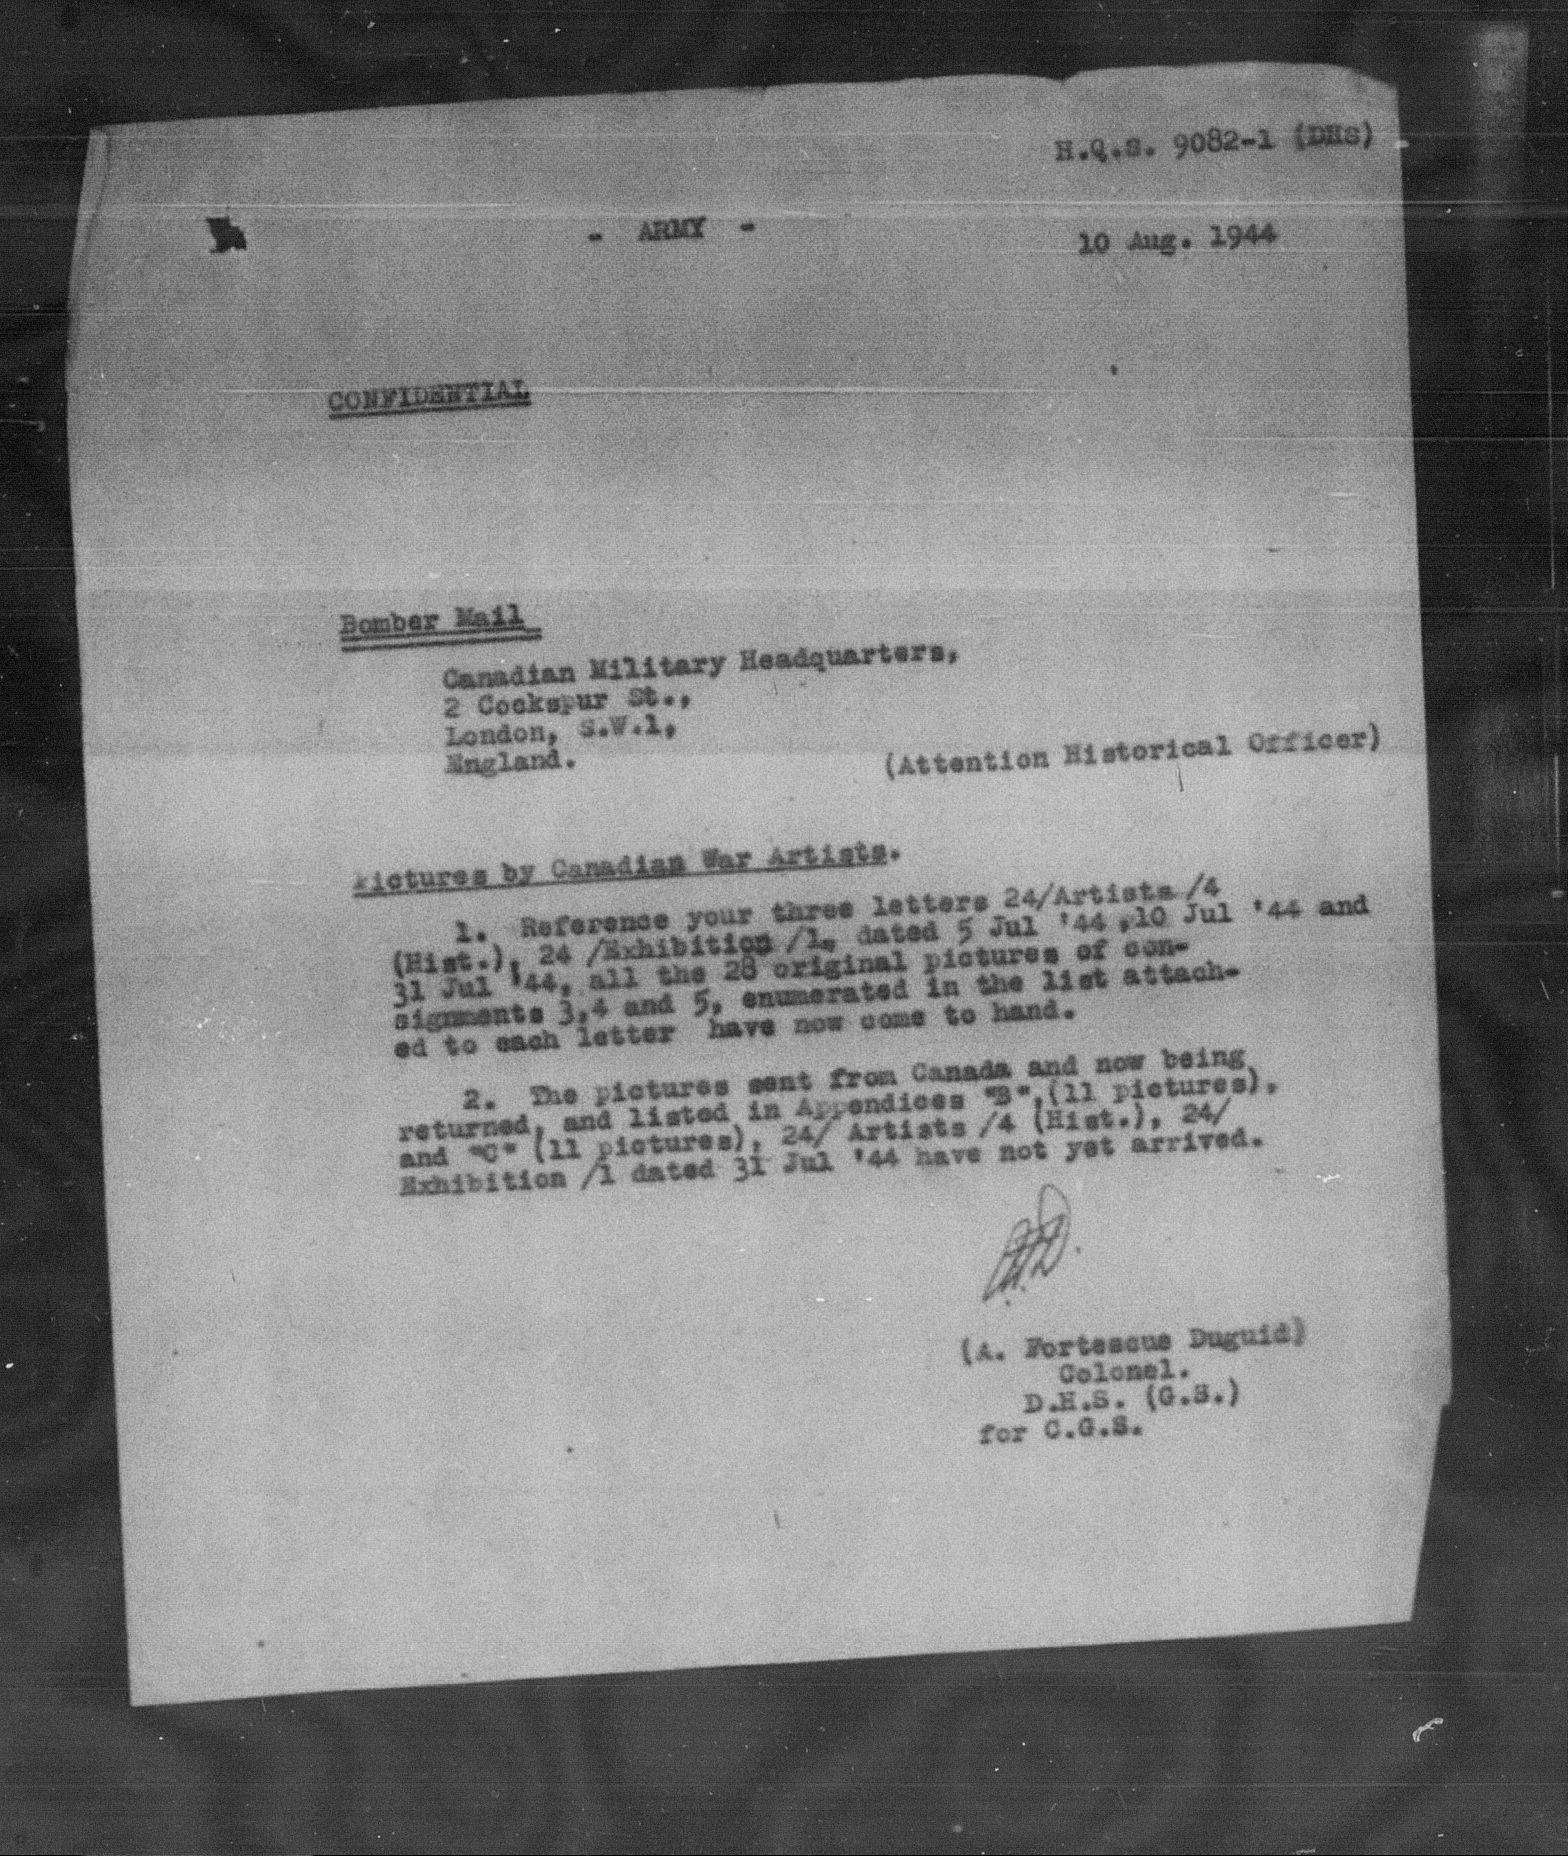 H.Q.S. 9082-1 (DHS)
- ARMY -
10 Aug. 1944
CONFIDENTIAL
Bomber Mail
Canadian Military Headquarters,
2 Cockspur St.,
London, S.W.1,
England.
(Attention Historical Officer)
Pictures by Canadian War Artists.
1. Reference your three letters 24/Artists /4
(Hist.), 24 /Exhibition /1, dated 5 Jul '44 ,10 Jul '44 and
31 Jul '44, all the 28 original pictures of con-
signments 3,4 and 5, enumerated in the list attach-
ed to each letter have now come to hand.
2. The pictures sent from Canada and now being
returned, and listed in Appendices "B",(11 pictures),
and "C" (11 pictures), 24/ Artists /4 (Hist.), 24/
Exhibition /1 dated 31 Jul '44 have not yet arrived.
(A. Fortescue Duguid)
Colonel.
D.H.S. (G.S.)
for C.G.S.